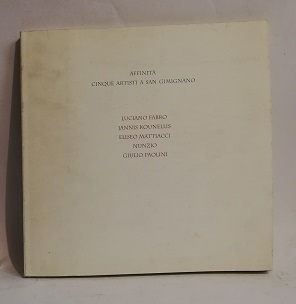 AFFINITÀ
CINQUE ARTISTI A SAN GIMIGNANO
LUCIANO FABRO
JANNIS KOUNELLIS
ELISEO MATTIACCI
NUNZIO
GIULIO PAOLINI